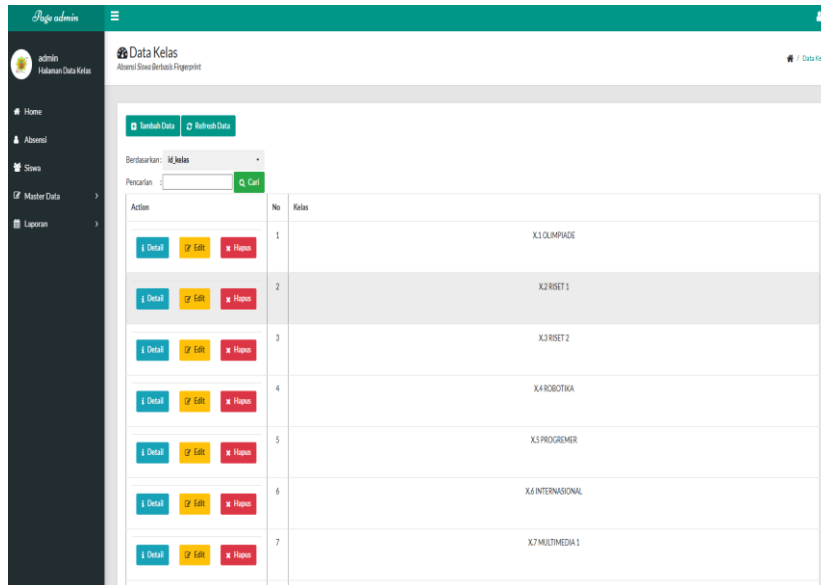 Page admin
admin
Halaman Data Kelas
Home
Absensi
Siswa
Master Data
Laporan
Data Kelas
Absensi Siswa Berbasis Fingerprint
/ Data Ke
Tambah Data Refresh Data
Berdasarkan : id_kelas
Pencarian : Cari
Action No Kelas
Detail Edit Hapus 1 X.1 OLIMPIADE
Detail Edit Hapus 2 X.2 RISET 1
Detail Edit Hapus 3 X.3 RISET 2
Detail Edit Hapus 4 X.4 ROBOTIKA
Detail Edit Hapus 5 X.5 PROGREMER
Detail Edit Hapus 6 X.6 INTERNASIONAL
Detail Edit Hapus 7 X.7 MULTIMEDIA 1